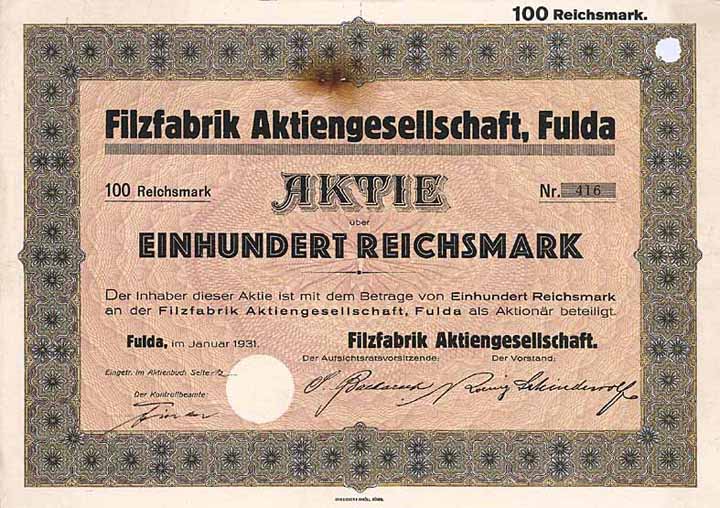 100 Reichsmark.
Filzfabrik Aktiengesellschaft, Fulda
100 Reichsmark
AKTIE
Nr. 416
über
EINHUNDERT REICHSMARK
Der Inhaber dieser Aktie ist mit dem Betrage von Einhundert Reichsmark
an der Filzfabrik Aktiengesellschaft, Fulda als Aktionär beteiligt.
Fulda, im Januar 1931.
Filzfabrik Aktiengesellschaft.
Der Aufsichtsratsvorsitzende:
Der Vorstand:
Eingetr. im Aktienbuch Seite
Der Kontrollbeamte: